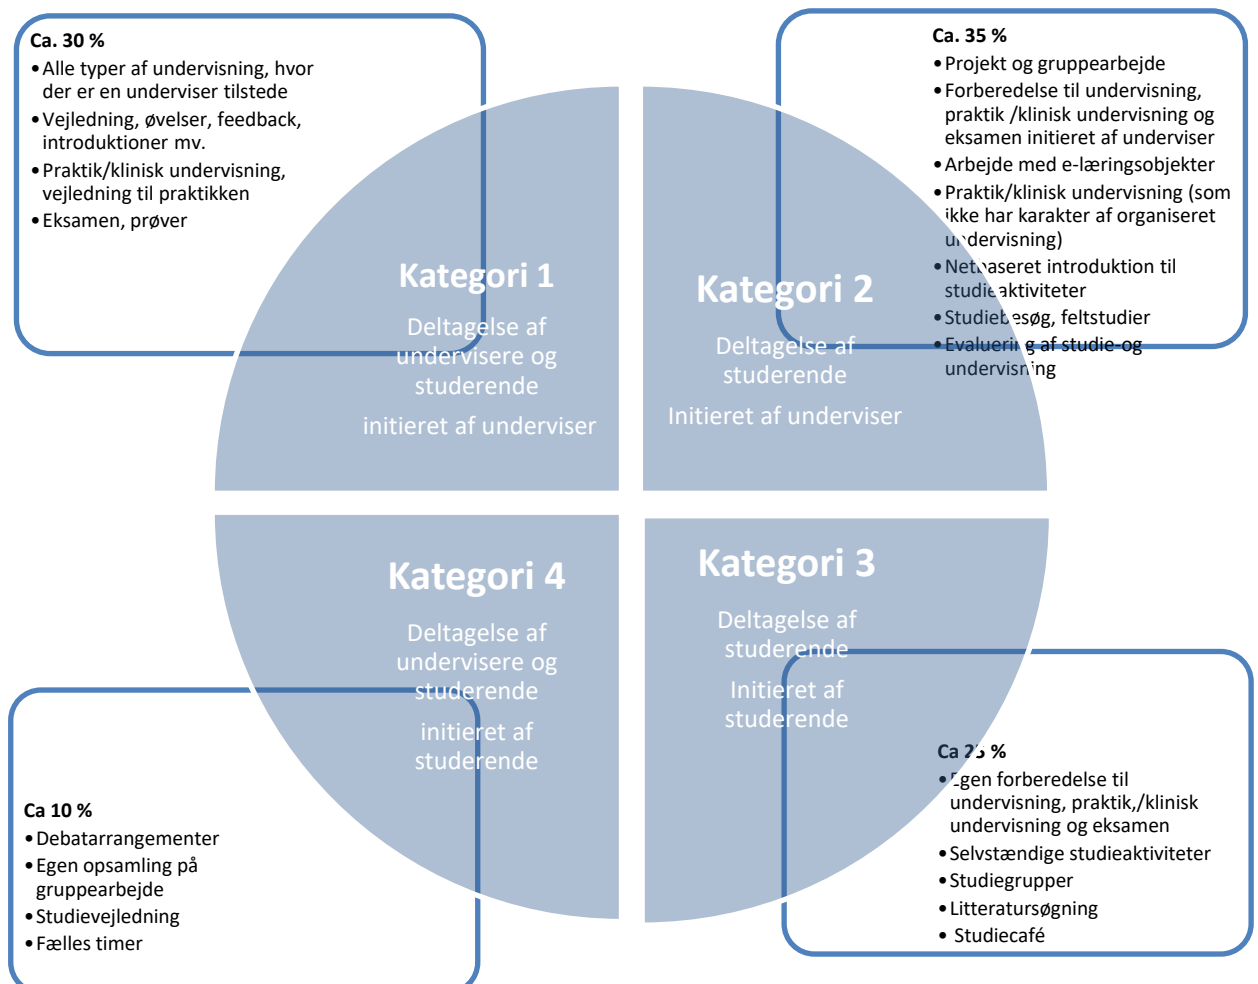 Ca. 30 %
•Alle typer af undervisning, hvor
der er en underviser tilstede
•Vejledning, øvelser, feedback,
introduktioner mv.
•Praktik/klinisk undervisning,
vejledning til praktikken
•Eksamen, prøver
Kategori 1
Deltagelse af
undervisere og
studerende
initieret af underviser
Ca. 35 %
•Projekt og gruppearbejde
•Forberedelse til undervisning,
praktik /klinisk undervisning og
eksamen initieret af underviser
•Arbejde med e-læringsobjekter
•Praktik/klinisk undervisning (som
ikke har karakter af organiseret
undervisning)
•Netbaseret introduktion til
studieaktiviteter
•Studiebesøg, feltstudier
•Evaluering af studie-og
undervisning
Kategori 2
Deltagelse af
studerende
Initieret af underviser
Kategori 4
Deltagelse af
undervisere og
studerende
initieret af
studerende
Ca 10 %
•Debatarrangementer
•Egen opsamling på
gruppearbejde
•Studievejledning
•Fælles timer
Kategori 3
Deltagelse af
studerende
Initieret af
studerende
Ca 25 %
•Egen forberedelse til
undervisning, praktik,/klinisk
undervisning og eksamen
•Selvstændige studieaktiviteter
•Studiegrupper
•Litteratursøgning
• Studiecafé